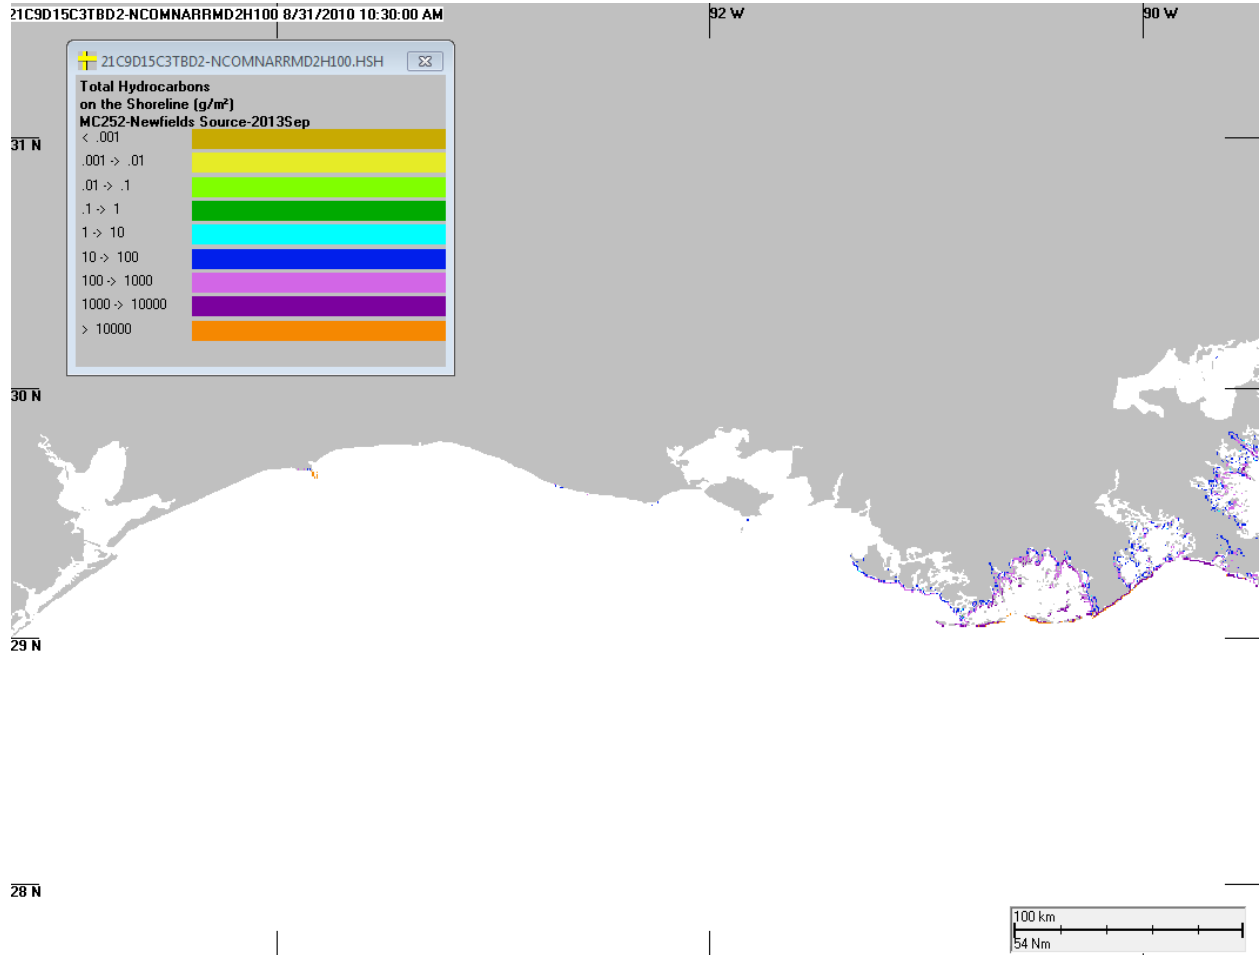 21C9D15C3TBD2-NCOMNARRMD2H100 8/31/2010 10:30:00 AM
92 W
90 W
21C9D15C3TBD2-NCOMNARRMD2H100.HSH
Total Hydrocarbons
on the Shoreline (g/m²)
MC252-Newfields Source-2013Sep
< .001
.001 -> .01
.01 -> .1
.1 -> 1
1 -> 10
10 -> 100
100 -> 1000
1000 -> 10000
> 10000
31 N
30 N
29 N
28 N
100 km
54 Nm